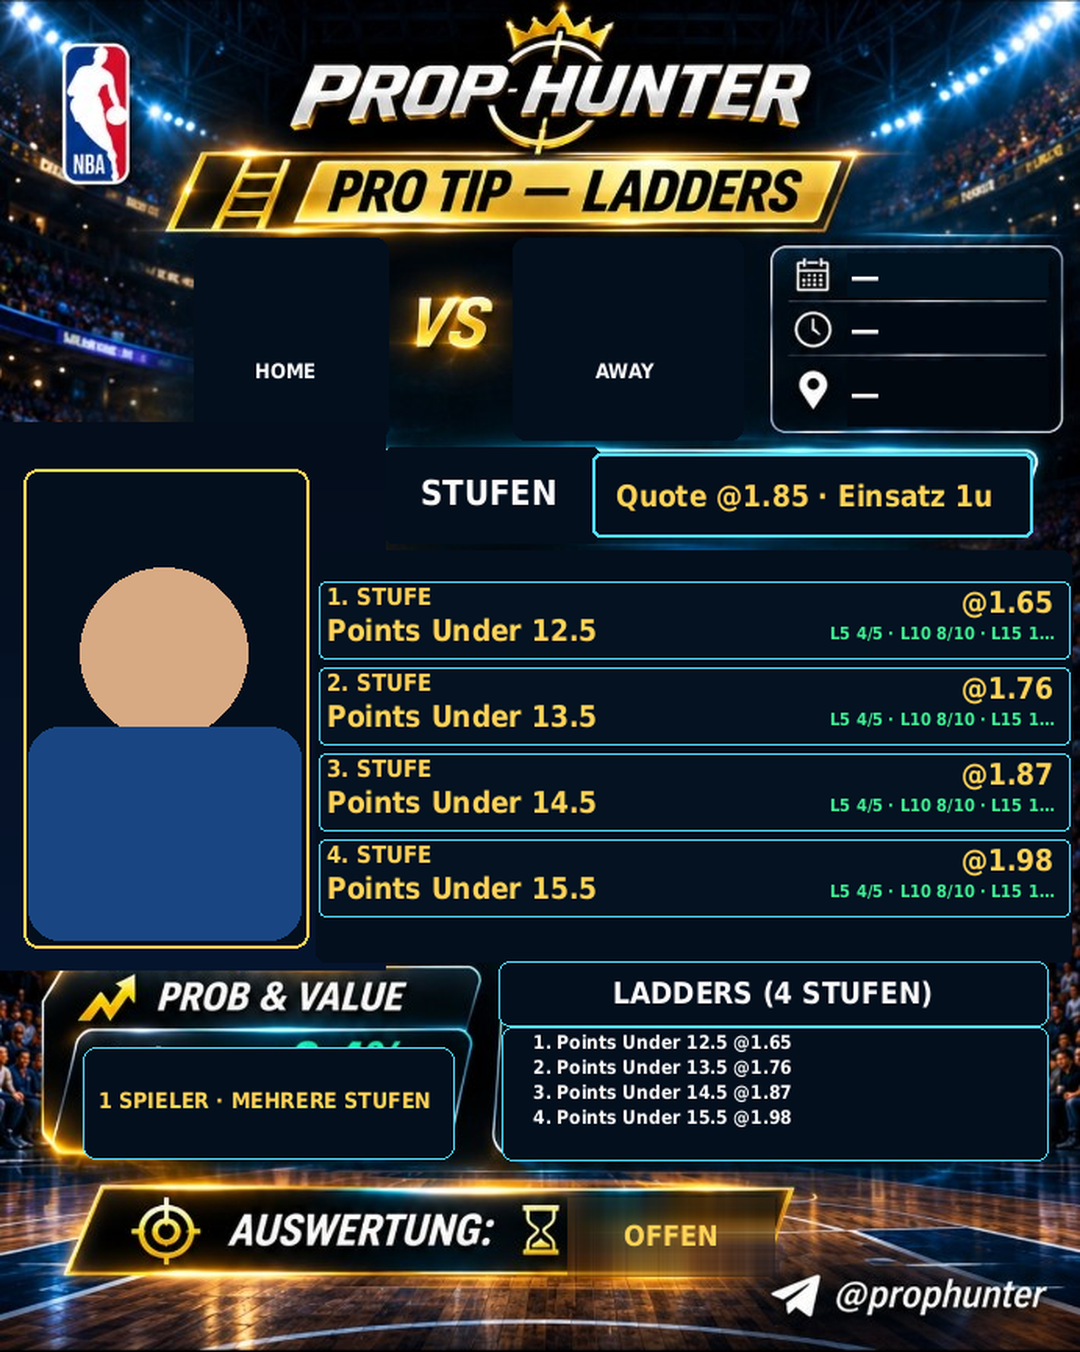 PROP-HUNTER
NBA
PRO TIP — LADDERS
HOME
VS
AWAY
—
—
—
STUFEN
Quote @1.85 · Einsatz 1u
1. STUFE
@1.65
Points Under 12.5
L5 4/5 · L10 8/10 · L15 1...
2. STUFE
@1.76
Points Under 13.5
L5 4/5 · L10 8/10 · L15 1...
3. STUFE
@1.87
Points Under 14.5
L5 4/5 · L10 8/10 · L15 1...
4. STUFE
@1.98
Points Under 15.5
L5 4/5 · L10 8/10 · L15 1...
PROB & VALUE
1 SPIELER · MEHRERE STUFEN
LADDERS (4 STUFEN)
1. Points Under 12.5 @1.65
2. Points Under 13.5 @1.76
3. Points Under 14.5 @1.87
4. Points Under 15.5 @1.98
AUSWERTUNG:
OFFEN
@prophunter